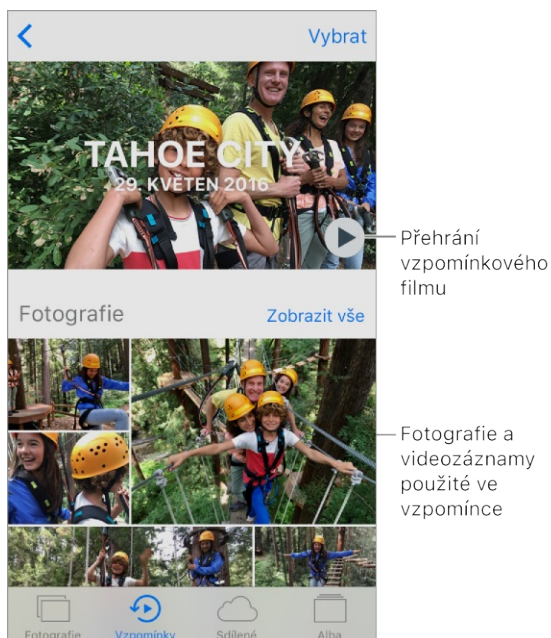 Vybrat
TAHOE CITY
29. KVĚTEN 2016
Přehrání
vzpomínkového
filmu
Fotografie
Zobrazit vše
Fotografie a
videozáznamy
použité ve
vzpomínce
Fotografie
Vzpomínky
Sdílené
Alba